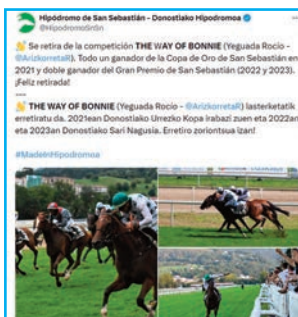 Hipódromo de San Sebastián - Donostiako Hipodromoa
@HipodromoSnSn
Se retira de la competición THE WAY OF BONNIE (Yeguada Rocío -
@ArizkorretaR). Todo un ganador de la Copa de Oro de San Sebastián en
2021 y doble ganador del Gran Premio de San Sebastián (2022 y 2023).
¡Feliz retirada!
----
THE WAY OF BONNIE (Yeguada Rocio - @ArizkorretaR) lasterketatik
erretiratu da. 2021ean Donostiako Urrezko Kopa irabazi zuen eta 2022an
eta 2023an Donostiako Sari Nagusia. Erretiro zoriontsua izan!
#MadeinHipodromoa